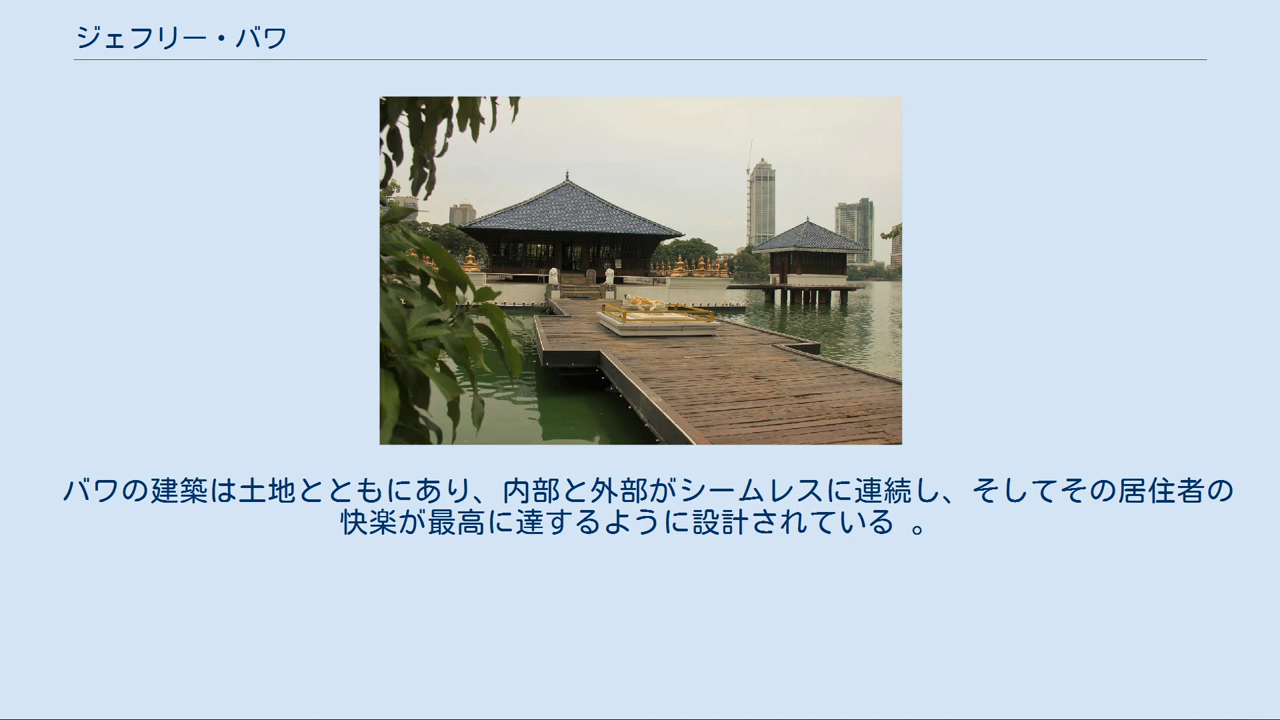 ジェフリー・バワ
バワの建築は土地とともにあり、内部と外部がシームレスに連続し、そしてその居住者の
快楽が最高に達するように設計されている 。